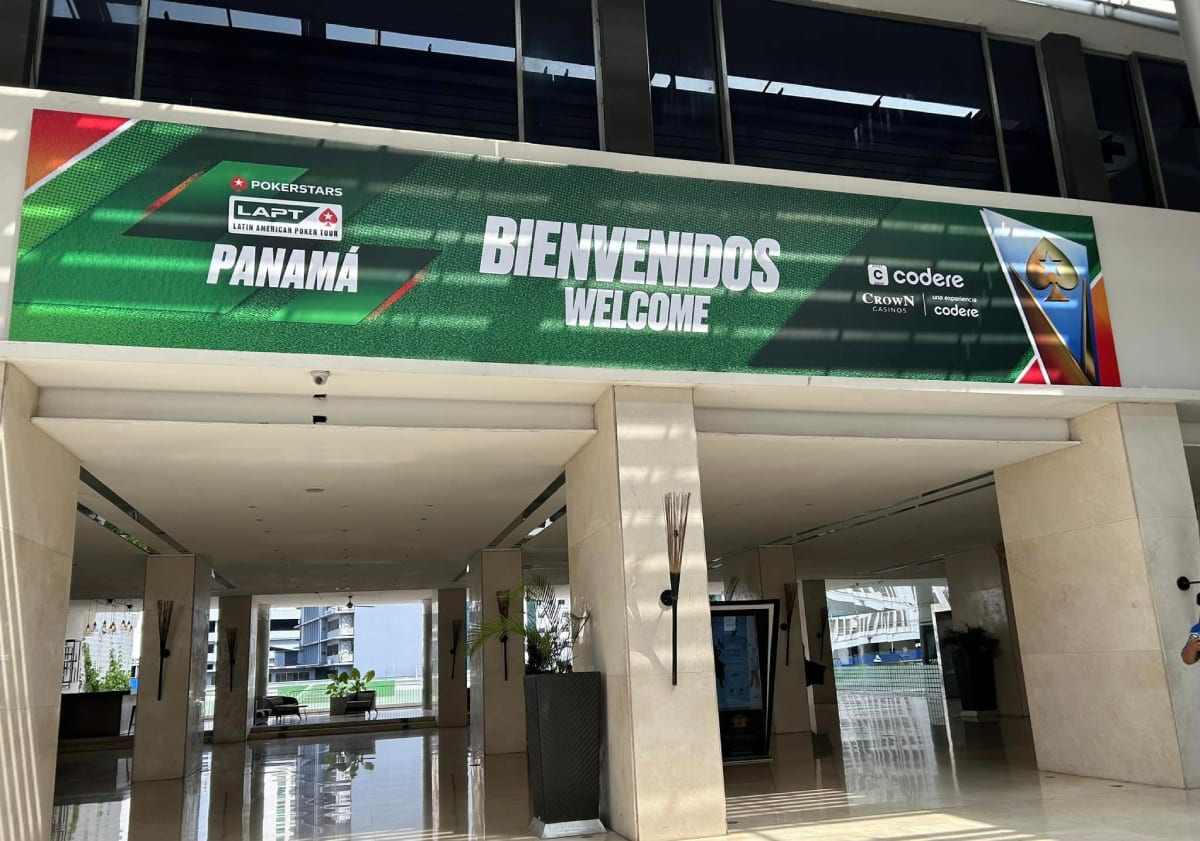 POKERSTARS
LAPT
LATIN AMERICAN POKER TOUR
PANAMÁ
BIENVENIDOS
WELCOME
codere
CROWN
CASINOS
una experiencia
codere